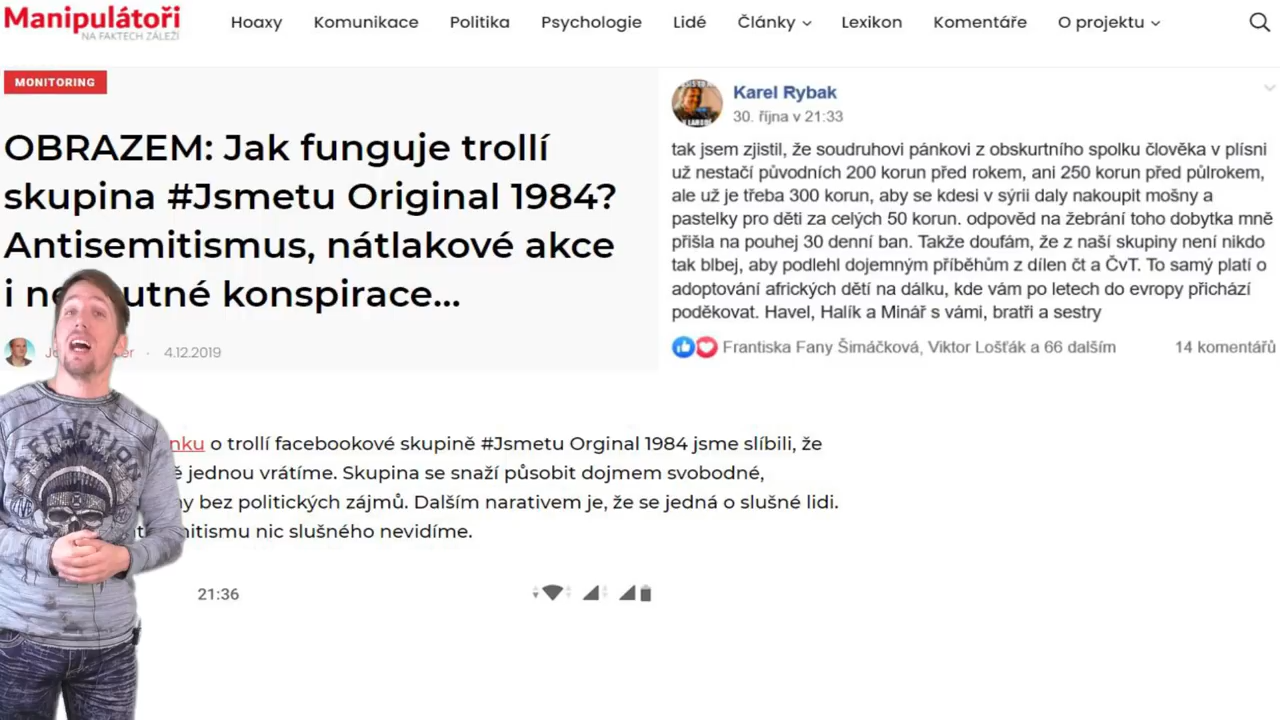 Manipulátoři
NA FAKTECH ZÁLEŽÍ
Hoaxy Komunikace Politika Psychologie Lidé Články Lexikon Komentáře O projektu
MONITORING
OBRAZEM: Jak funguje trollí
skupina #Jsmetu Original 1984?
Antisemitismus, nátlakové akce
i konspirace...
4.12.2019
Karel Rybak
30. října v 21:33
tak jsem zjistil, že soudruhovi pánkovi z obskurtního spolku člověka v plísni
už nestačí původních 200 korun před rokem, ani 250 korun před půlrokem,
ale už je třeba 300 korun, aby se kdesi v sýrii daly nakoupit mošny a
pastelky pro děti za celých 50 korun. odpovéd na žebrání toho dobytka mně
přišla na pouhej 30 denní ban. Takže doufám, že z naší skupiny není nikdo
tak blbej, aby podlehl dojemným příběhům z dílen čt a ČvT. To samý platí o
adoptování afrických dětí na dálku, kde vám po letech do evropy přichází
poděkovat. Havel, Halík a Minář s vámi, bratři a sestry
Frantiska Fany Šimáčková, Viktor Lošťák a 66 dalším 14 komentářů
o trollí facebookové skupině #Jsmetu Orginal 1984 jsme slíbili, že
jednou vrátíme. Skupina se snaží působit dojmem svobodné,
bez politických zájmů. Dalším narativem je, že se jedná o slušné lidi.
nic slušného nevidíme.
21:36
AFFLICTION